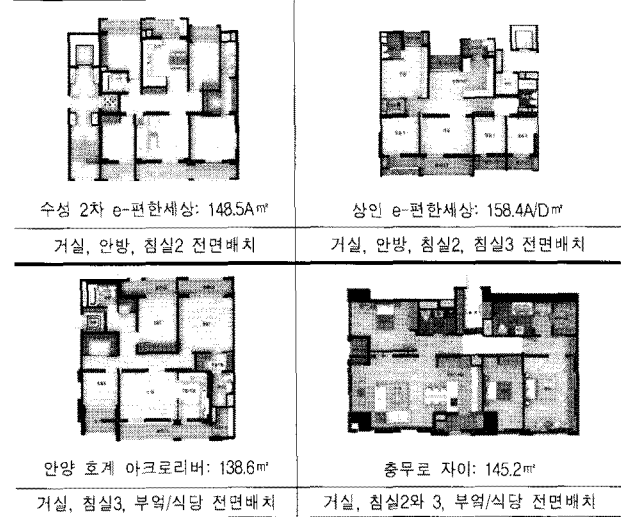 수성 2차 e-편한세상: 148.5A㎡
상인 e-편한세상: 158.4A/D㎡
거실, 안방, 침실2 전면배치
거실, 안방, 침실2, 침실3 전면배치
안양 호계 아크로리버: 138.6㎡
충무로 자이: 145.2㎡
거실, 침실3, 부엌/식당 전면배치
거실, 침실2와 3, 부엌/식당 전면배치